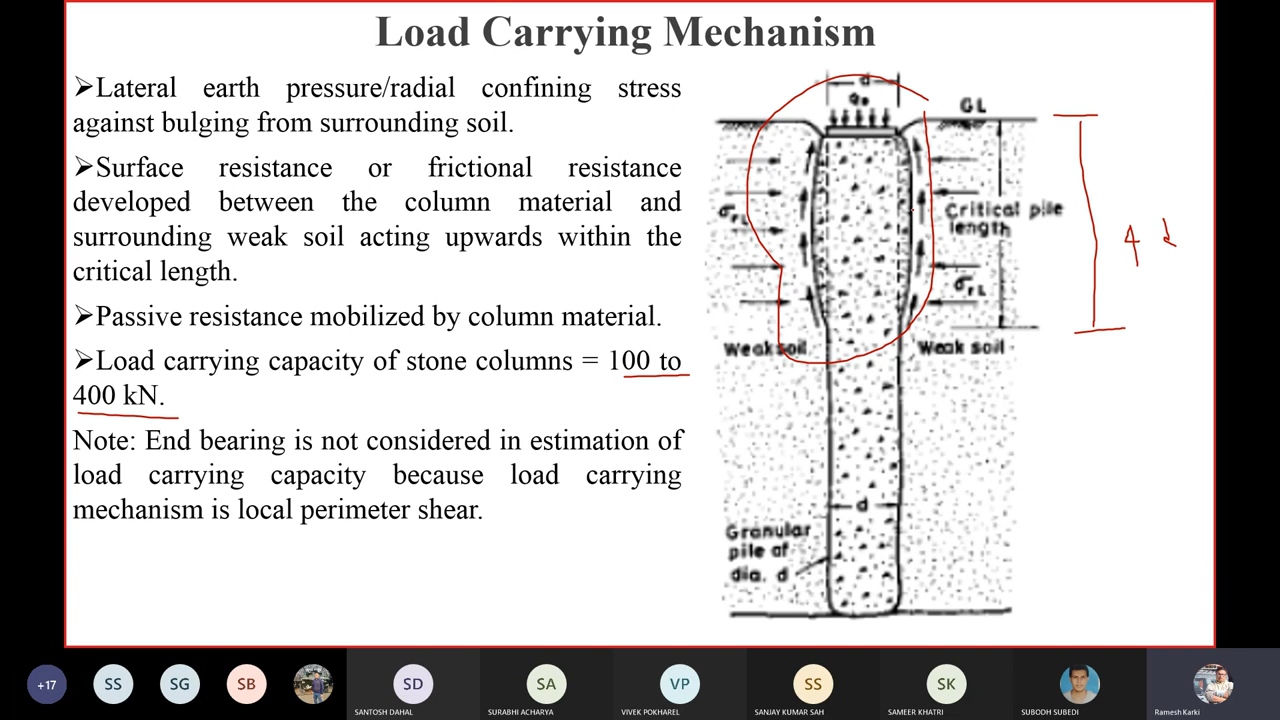 Load Carrying Mechanism
➢Lateral earth pressure/radial confining stress
against bulging from surrounding soil.
➢Surface resistance or frictional resistance
developed between the column material and
surrounding weak soil acting upwards within the
critical length.
➢Passive resistance mobilized by column material.
➢Load carrying capacity of stone columns = 100 to
400 kN.
Note: End bearing is not considered in estimation of
load carrying capacity because load carrying
mechanism is local perimeter shear.
d
GL
Critical pile
length
4 d
σrL
σrL
Weak soil
Weak soil
d
Granular
pile of
dia. d
+17
SS
SG
SB
SD
SA
VP
SS
SK
SANTOSH DAHAL
SURABHI ACHARYA
VIVEK POKHAREL
SANJAY KUMAR SAH
SAMEER KHATRI
SUBODH SUBEDI
Ramesh Karki